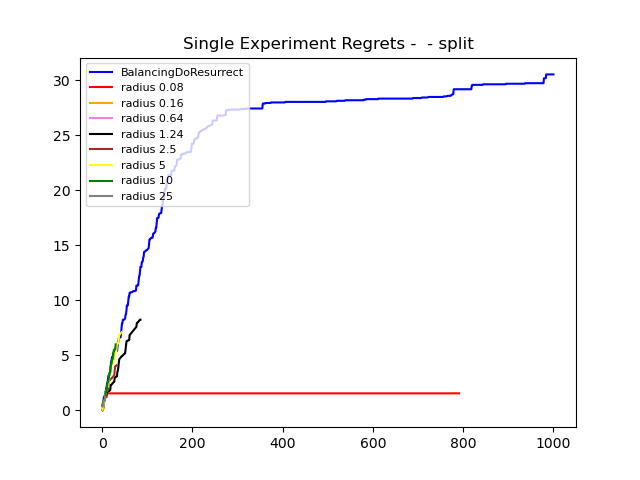 Single Experiment Regrets -  - split
BalancingDoResurrect
radius 0.08
radius 0.16
radius 0.64
radius 1.24
radius 2.5
radius 5
radius 10
radius 25
30
25
20
15
10
5
0
0 200 400 600 800 1000